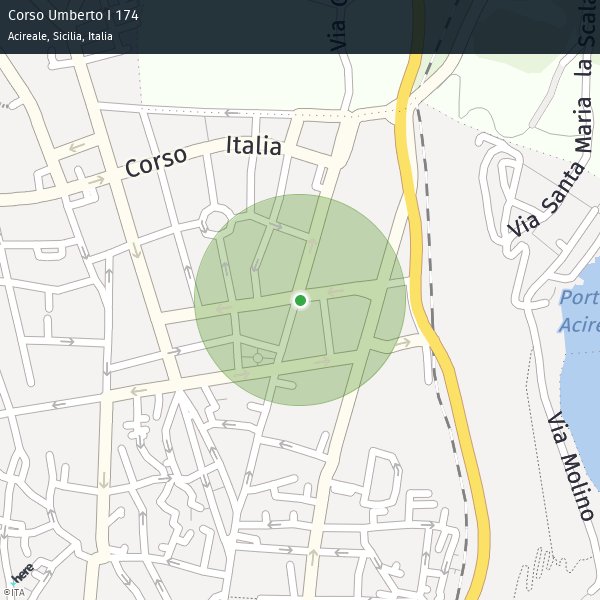 Corso Umberto I 174
Acireale, Sicilia, Italia
Via
la Scala
Maria
Corso Italia
Via Santa
Port
Acire
Via Molino
here
©ITA